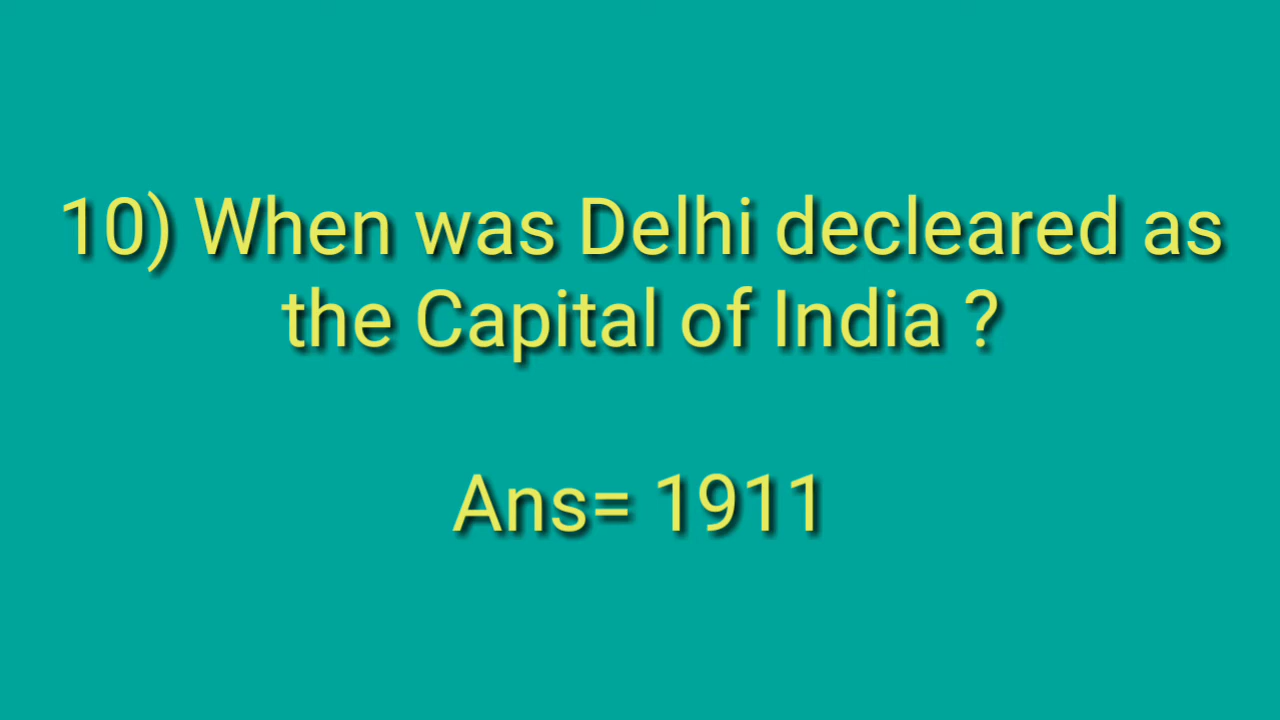 10) When was Delhi decleared as
the Capital of India ?
Ans= 1911